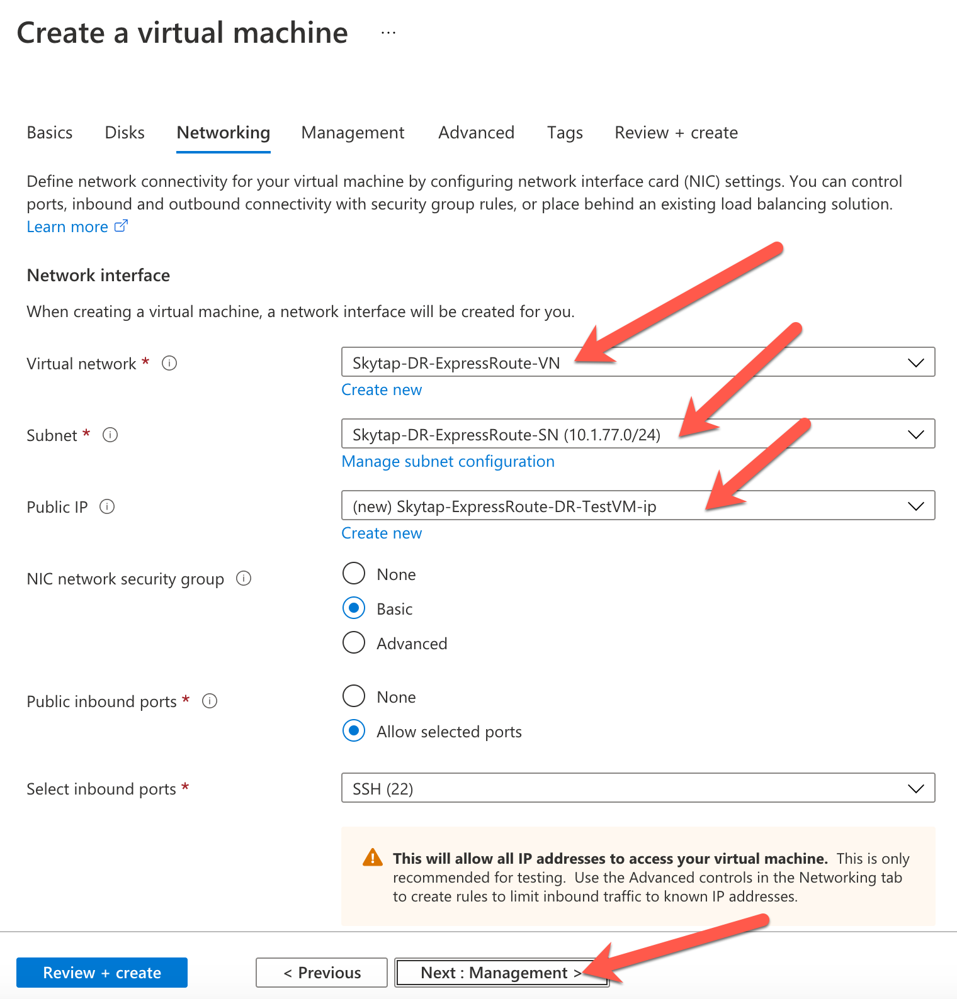 Create a virtual machine ...
Basics Disks Networking Management Advanced Tags Review + create
Define network connectivity for your virtual machine by configuring network interface card (NIC) settings. You can control
ports, inbound and outbound connectivity with security group rules, or place behind an existing load balancing solution.
Learn more
Network interface
When creating a virtual machine, a network interface will be created for you.
Virtual network *
Skytap-DR-ExpressRoute-VN
Create new
Subnet *
Skytap-DR-ExpressRoute-SN (10.1.77.0/24)
Manage subnet configuration
Public IP
(new) Skytap-ExpressRoute-DR-TestVM-ip
Create new
NIC network security group
None
Basic
Advanced
Public inbound ports *
None
Allow selected ports
Select inbound ports *
SSH (22)
This will allow all IP addresses to access your virtual machine. This is only
recommended for testing. Use the Advanced controls in the Networking tab
to create rules to limit inbound traffic to known IP addresses.
Review + create
< Previous
Next : Management >